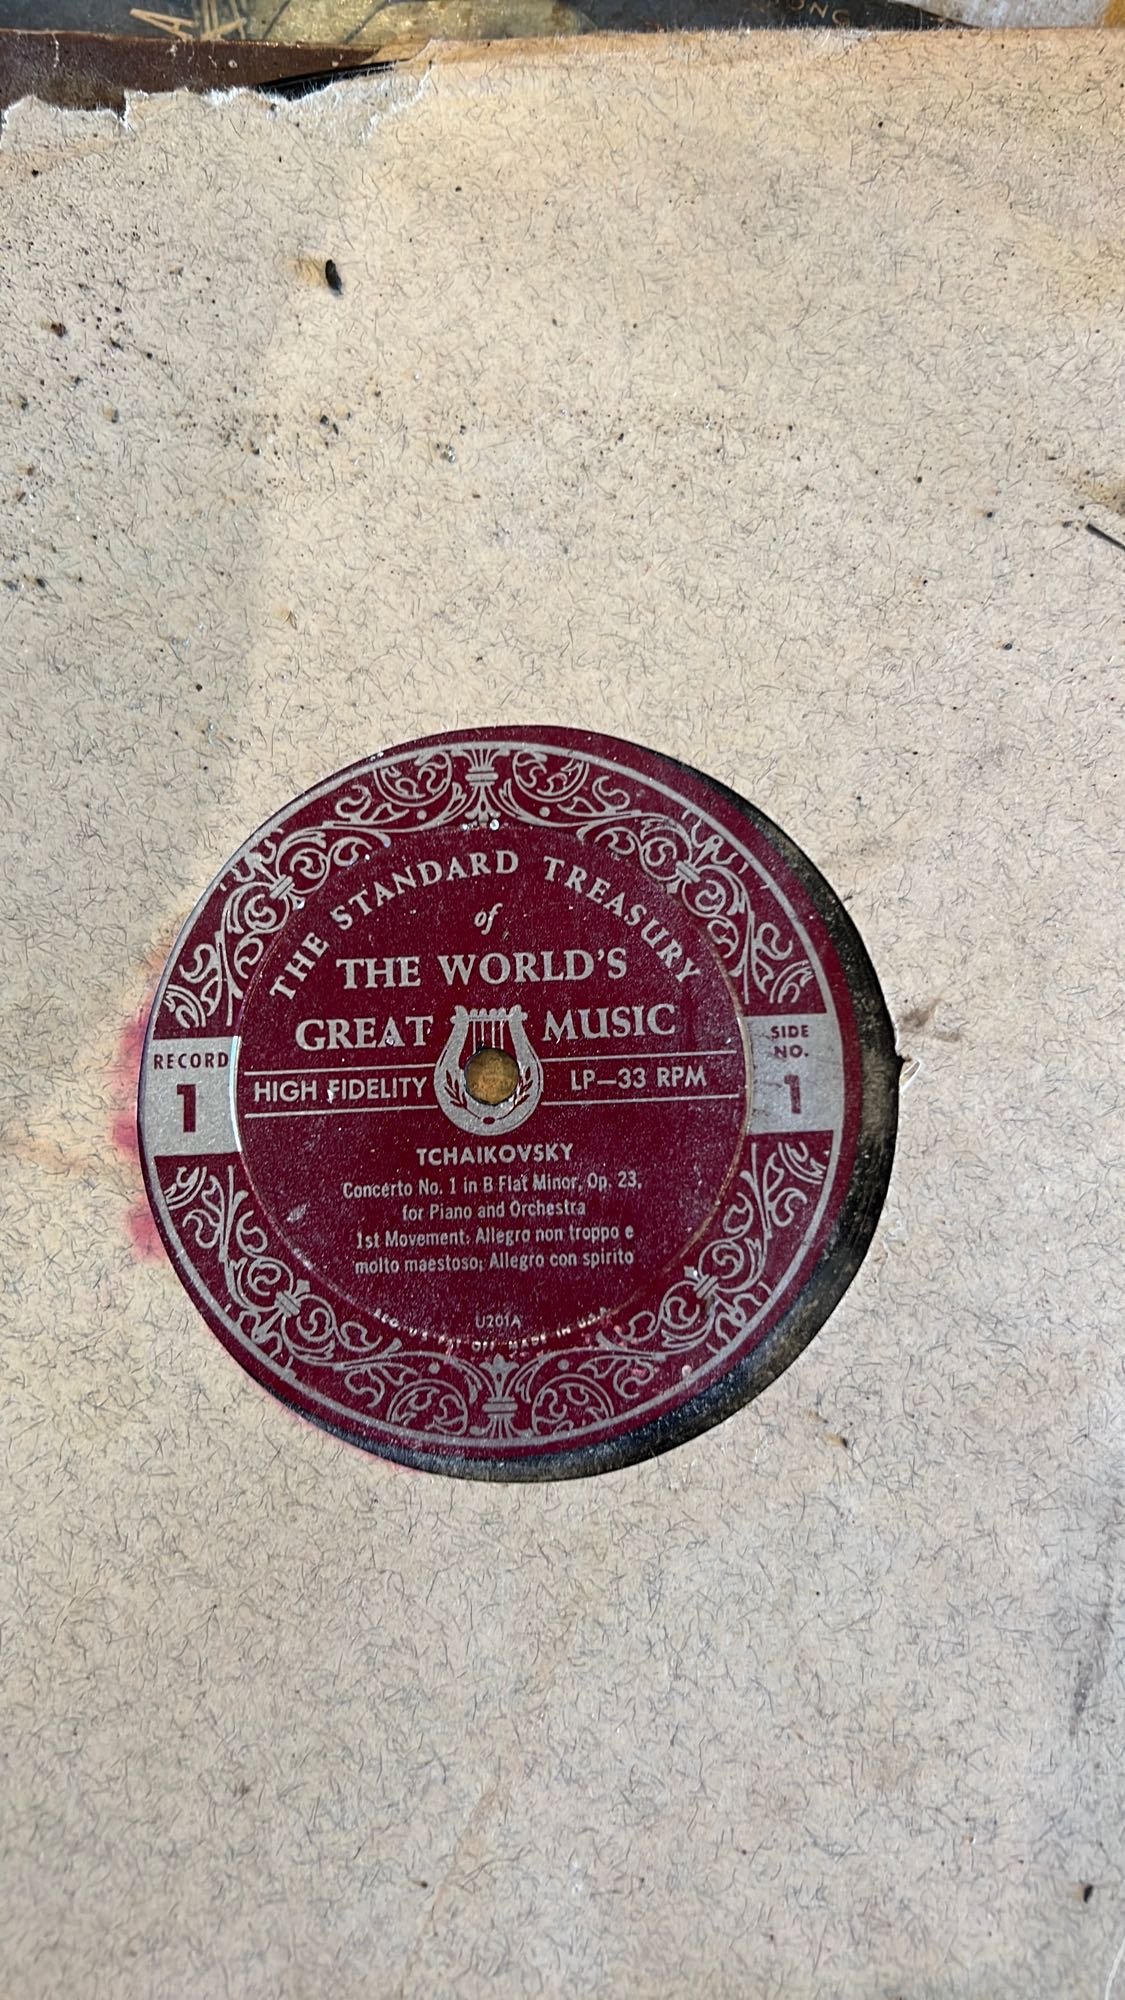 THE STANDARD TREASURY
of
THE WORLD'S
GREAT MUSIC
RECORD
1
SIDE
NO.
1
HIGH FIDELITY LP–33 RPM
TCHAIKOVSKY
Concerto No. 1 in B Flat Minor, Op. 23,
for Piano and Orchestra
1st Movement: Allegro non troppo e
molto maestoso; Allegro con spirito
U201A
MADE IN